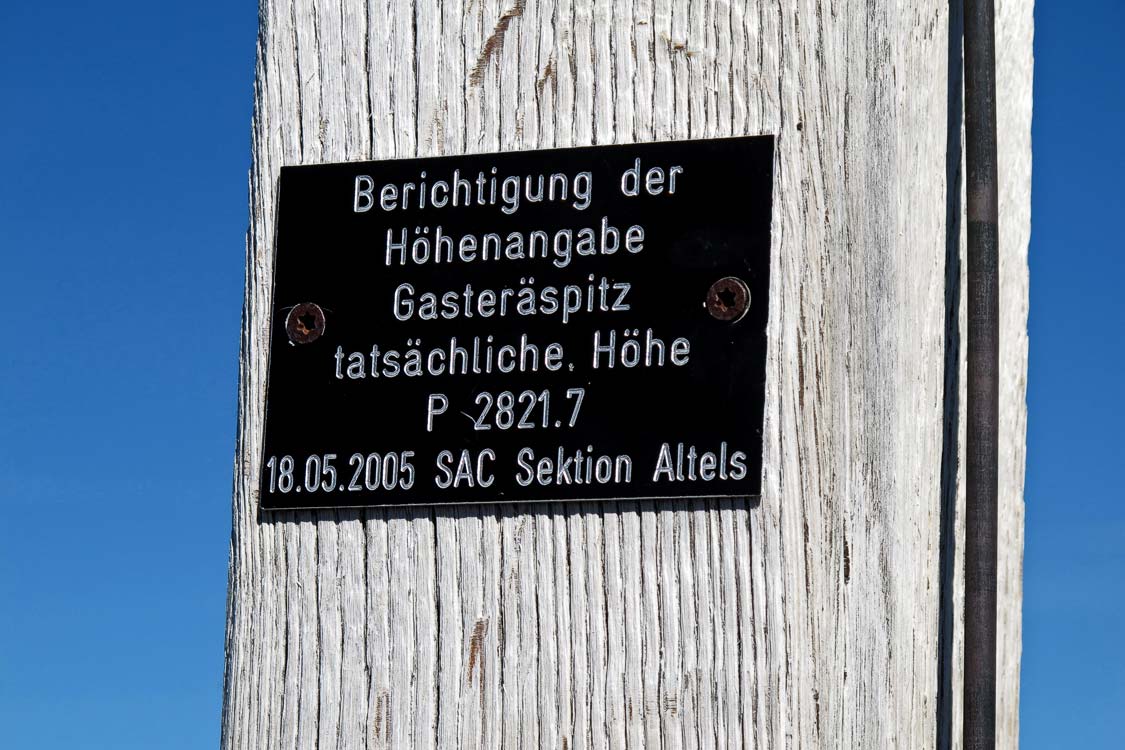 Berichtigung der
Höhenangabe
Gasteräspitz
tatsächliche. Höhe
P 2821.7
18.05.2005 SAC Sektion Altels